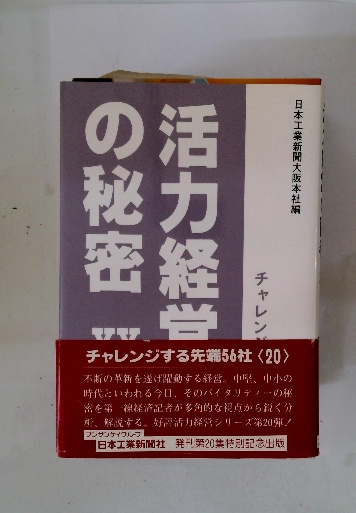 日本工業新聞大阪本社編
活力経営
の秘密 XX
チャレンジ
チャレンジする先端56社〈20〉
不断の革新を遂げ躍動する経営。中堅、中小の
時代といわれる今日、そのバイタリティーの秘
密を第一線経済記者が多角的な視点から鋭く分
析、解説する。好評活力経営シリーズ第20弾！
フジサンケイグループ
日本工業新聞社 発刊第20集特別記念出版